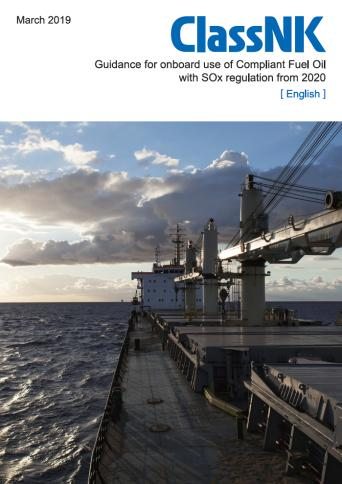 March 2019
ClassNK
Guidance for onboard use of Compliant Fuel Oil
with SOx regulation from 2020
[ English ]